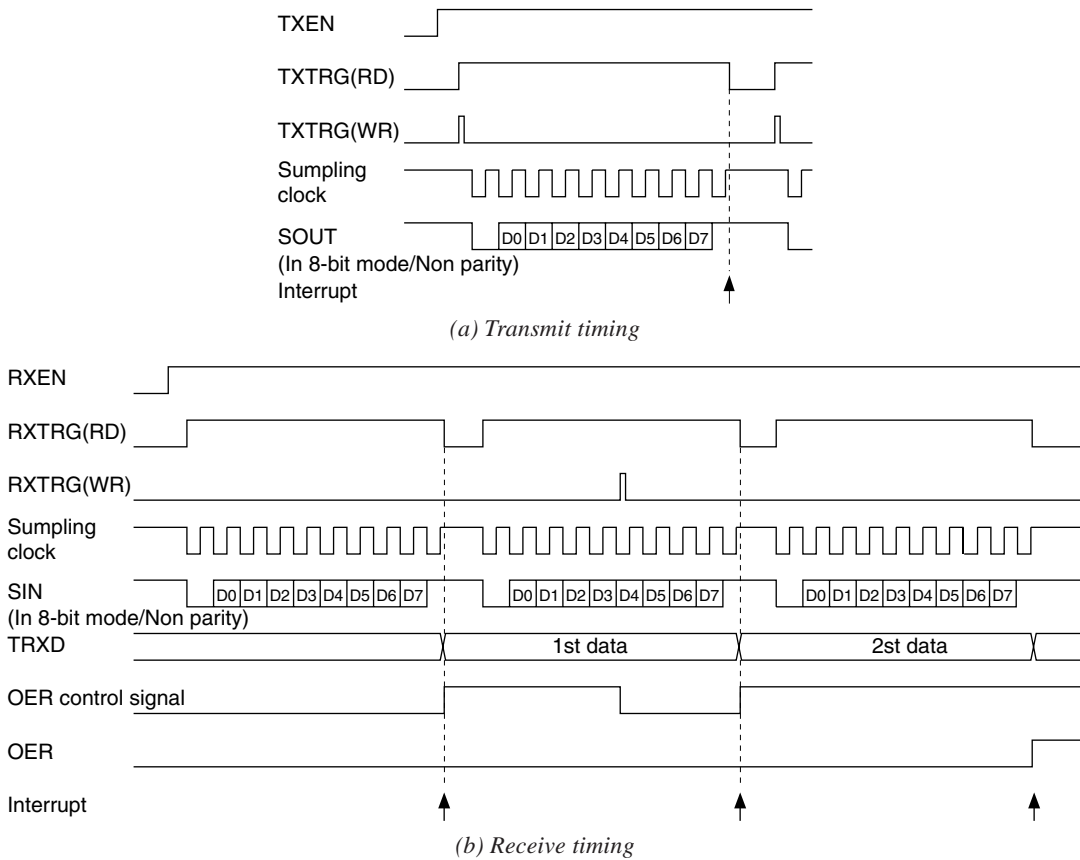 TXEN
TXTRG(RD)
TXTRG(WR)
Sumpling
clock
SOUT
D0 D1 D2 D3 D4 D5 D6 D7
(In 8-bit mode/Non parity)
Interrupt
(a) Transmit timing
RXEN
RXTRG(RD)
RXTRG(WR)
Sumpling
clock
SIN
D0 D1 D2 D3 D4 D5 D6 D7 D0 D1 D2 D3 D4 D5 D6 D7 D0 D1 D2 D3 D4 D5 D6 D7
(In 8-bit mode/Non parity)
TRXD 1st data 2st data
OER control signal
OER
Interrupt
(b) Receive timing